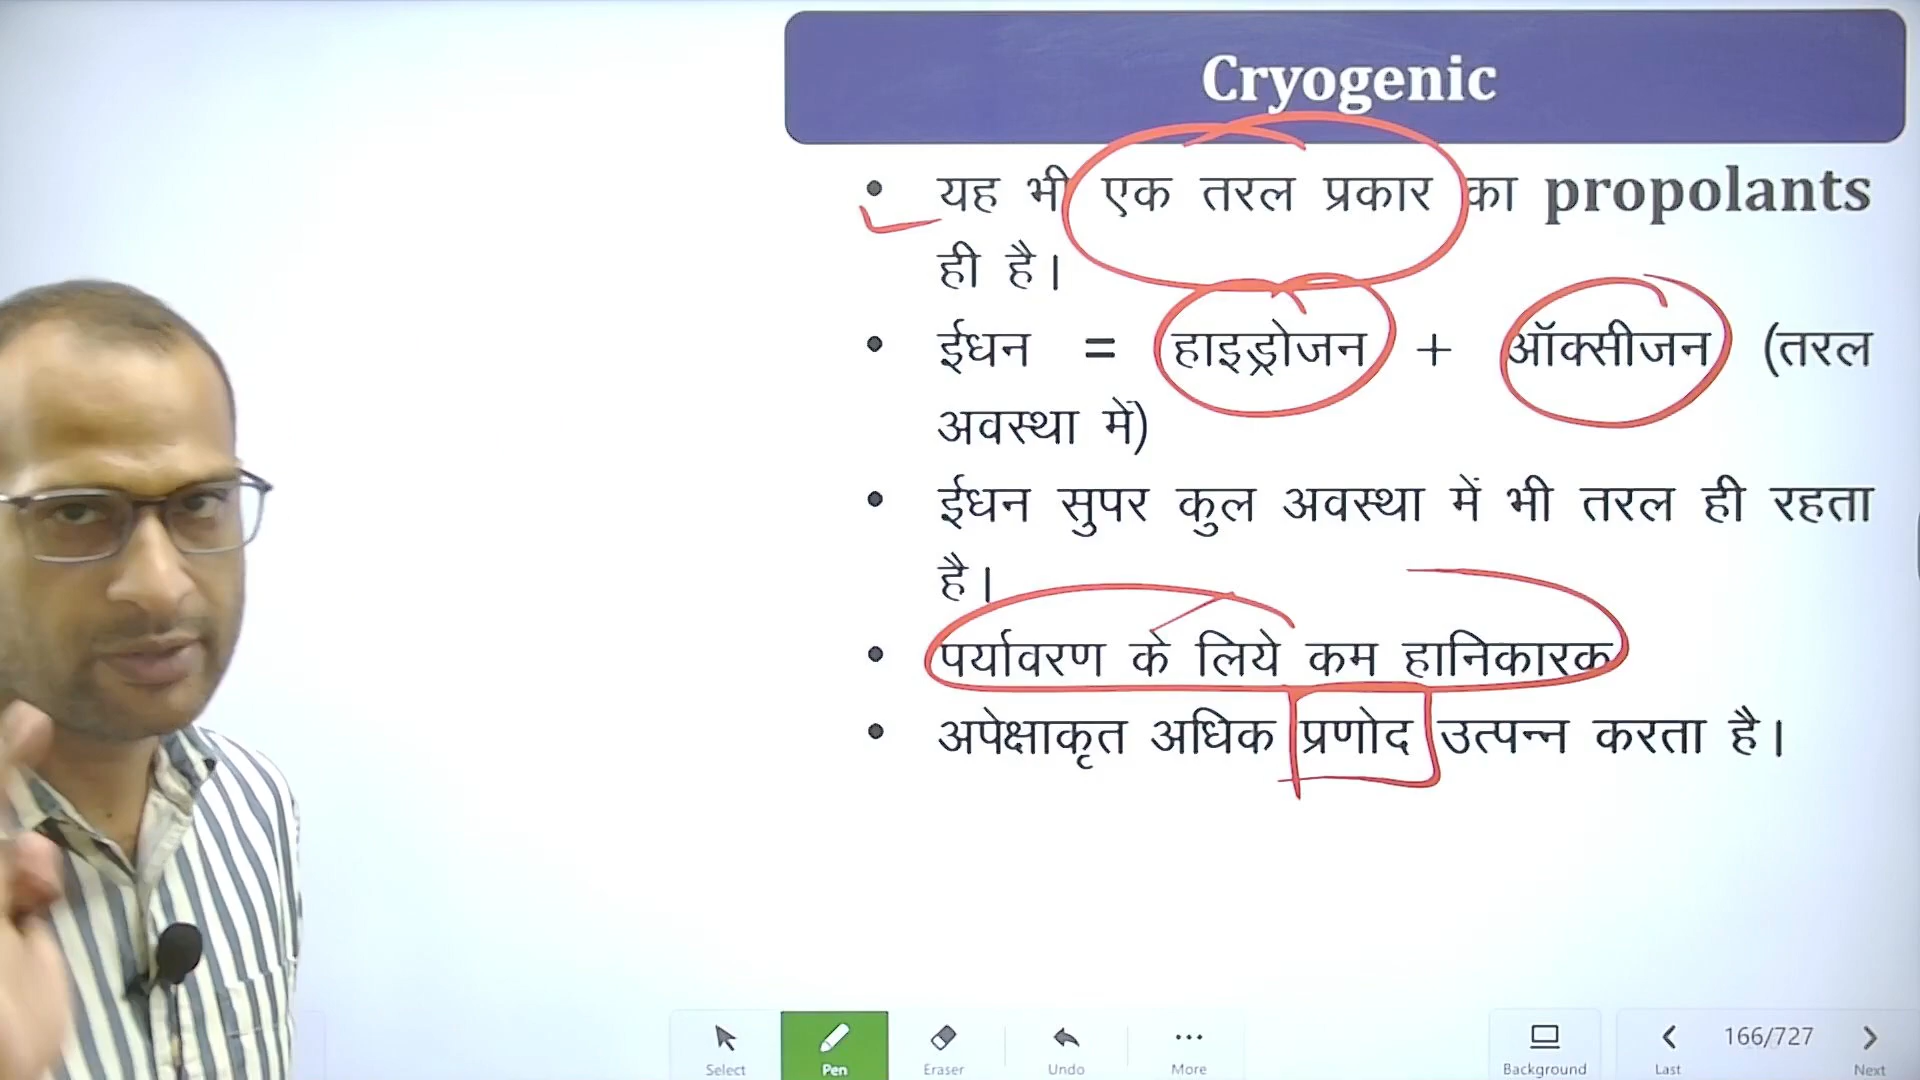 Cryogenic
• यह भी एक तरल प्रकार का propolants
ही है।
• ईधन = हाइड्रोजन + ऑक्सीजन (तरल
अवस्था में)
• ईधन सुपर कुल अवस्था में भी तरल ही रहता
है।
• पर्यावरण के लिये कम हानिकारक
• अपेक्षाकृत अधिक प्रणोद उत्पन्न करता है।
Select Pen Eraser Undo More Background Last 166/727 Next